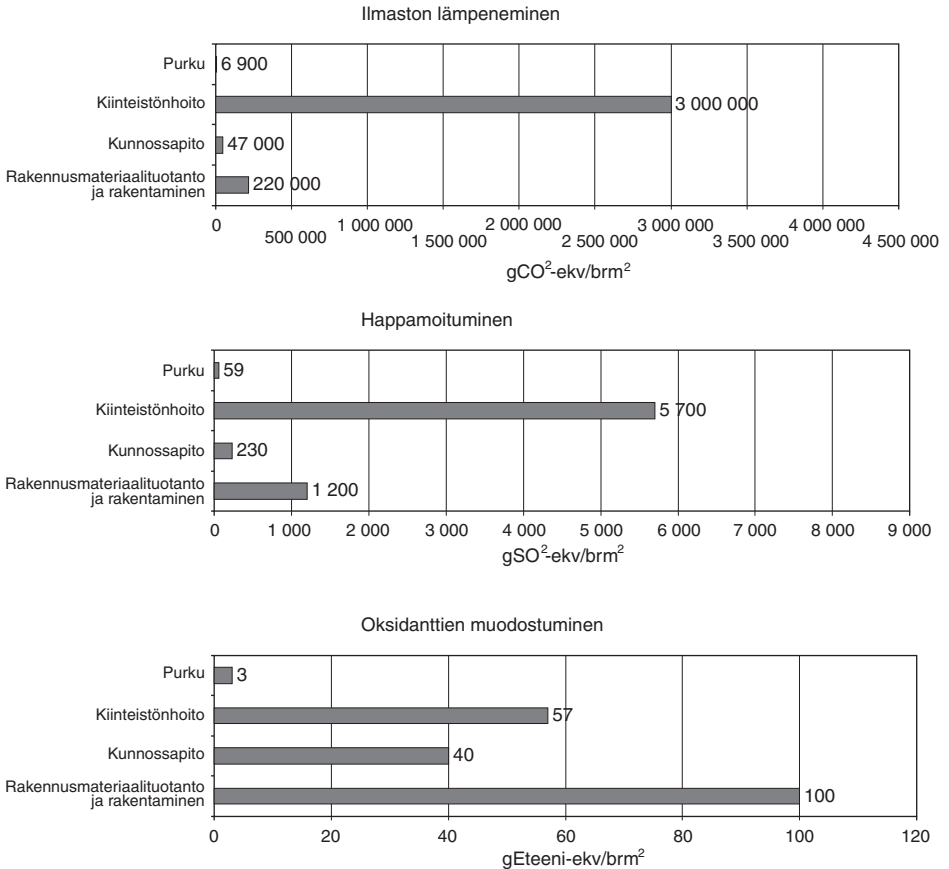 Ilmaston lämpeneminen
Purku
6 900
Kiinteistönhoito
3 000 000
Kunnossapito
47 000
Rakennusmateriaalituotanto
ja rakentaminen
220 000
0 1 000 000 2 000 000 3 000 000 4 000 000
500 000 1 500 000 2 500 000 3 500 000 4 500 000
gCO²-ekv/brm²
Happamoituminen
Purku
59
Kiinteistönhoito
5 700
Kunnossapito
230
Rakennusmateriaalituotanto
ja rakentaminen
1 200
0 1 000 2 000 3 000 4 000 5 000 6 000 7 000 8 000 9 000
gSO²-ekv/brm²
Oksidanttien muodostuminen
Purku
3
Kiinteistönhoito
57
Kunnossapito
40
Rakennusmateriaalituotanto
ja rakentaminen
100
0 20 40 60 80 100 120
gEteeni-ekv/brm²